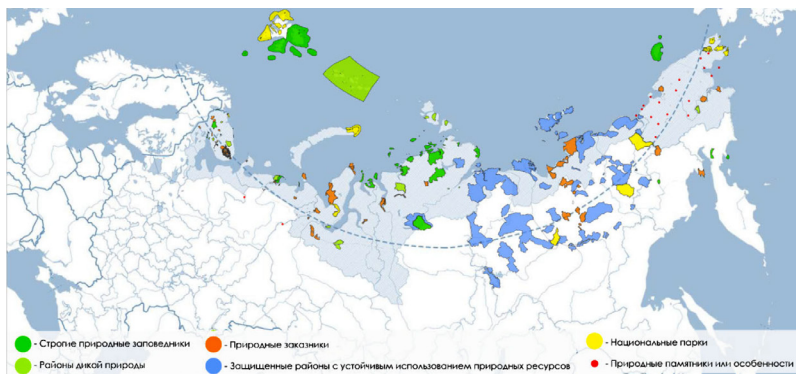 - Строгие природные заповедники
- Природные заказники
- Национальные парки
- Районы дикой природы
- Защищенные районы с устойчивым использованием природных ресурсов
- Природные памятники или особенности